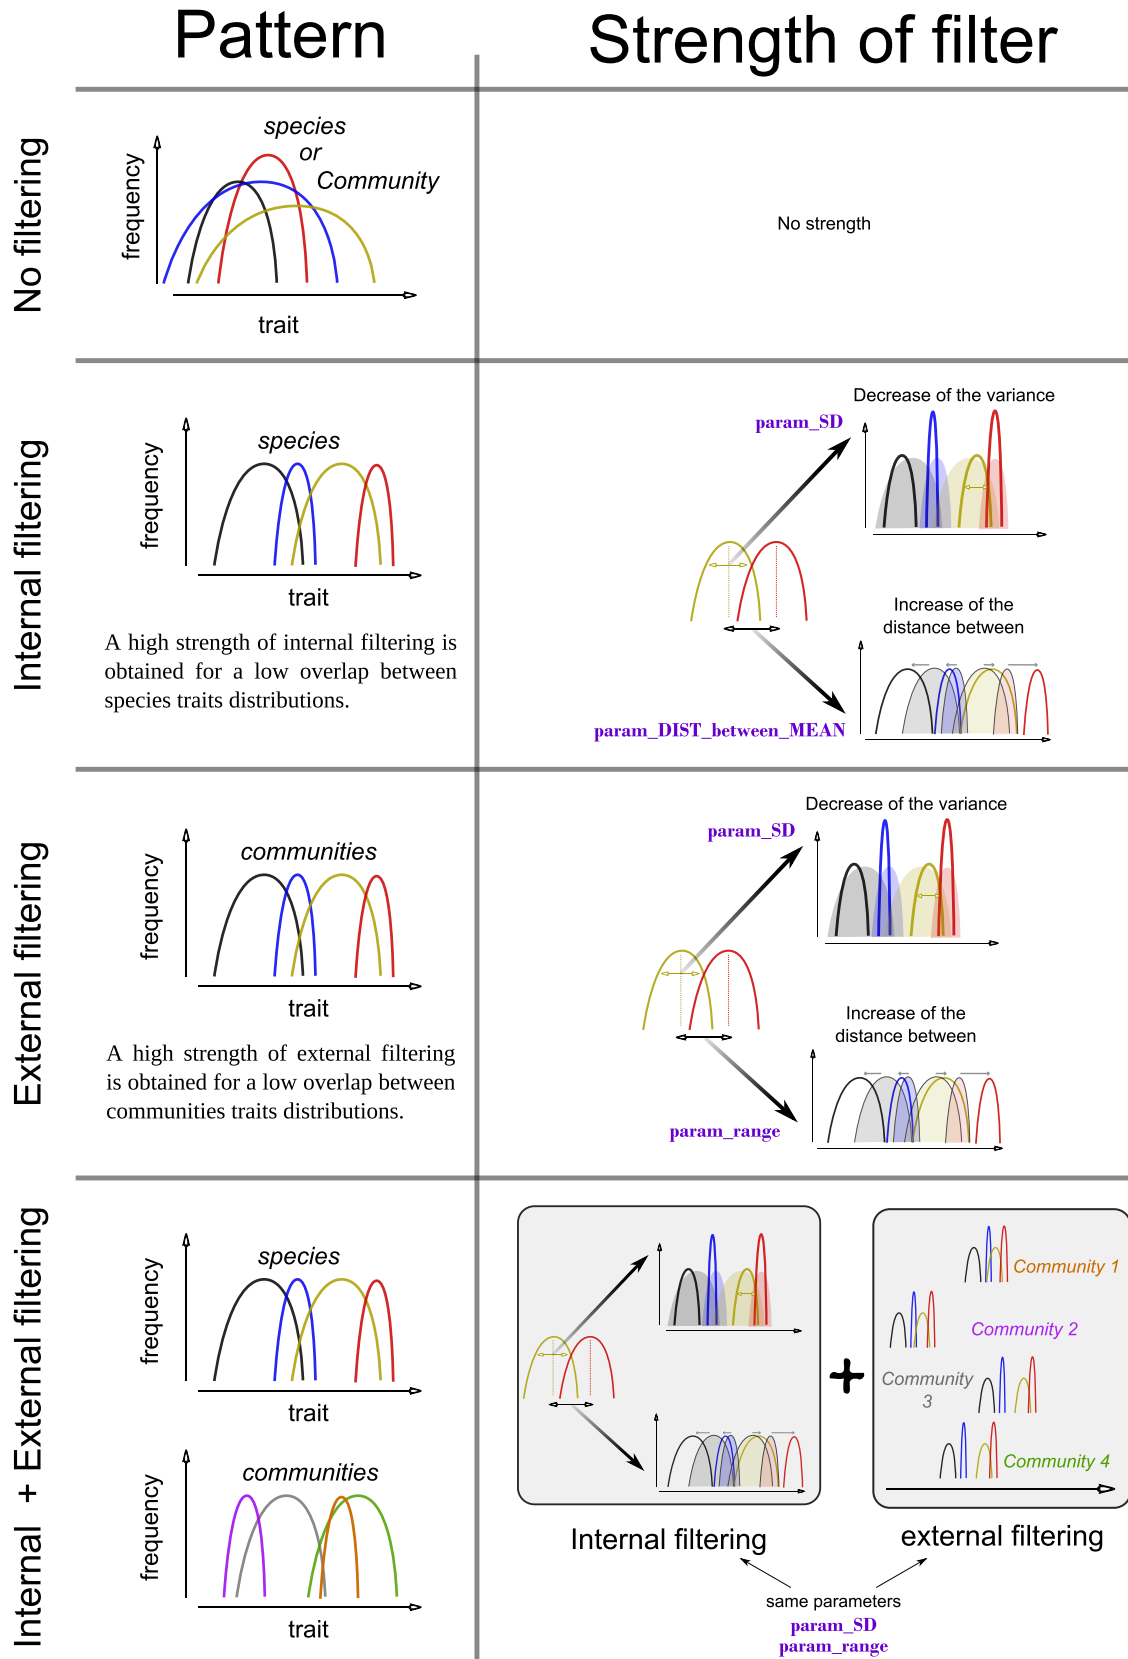 Pattern
Strength of filter
No filtering
species
or
Community
frequency
trait
No strength
Internal filtering
species
frequency
trait
A high strength of internal filtering is
obtained for a low overlap between
species traits distributions.
Decrease of the variance
param_SD
Increase of the
distance between
param_DIST_between_MEAN
External filtering
communities
frequency
trait
A high strength of external filtering
is obtained for a low overlap between
communities traits distributions.
Decrease of the variance
param_SD
Increase of the
distance between
param_range
Internal + External filtering
species
frequency
trait
communities
frequency
trait
+
Community 1
Community 2
Community
3
Community 4
Internal filtering
external filtering
same parameters
param_SD
param_range